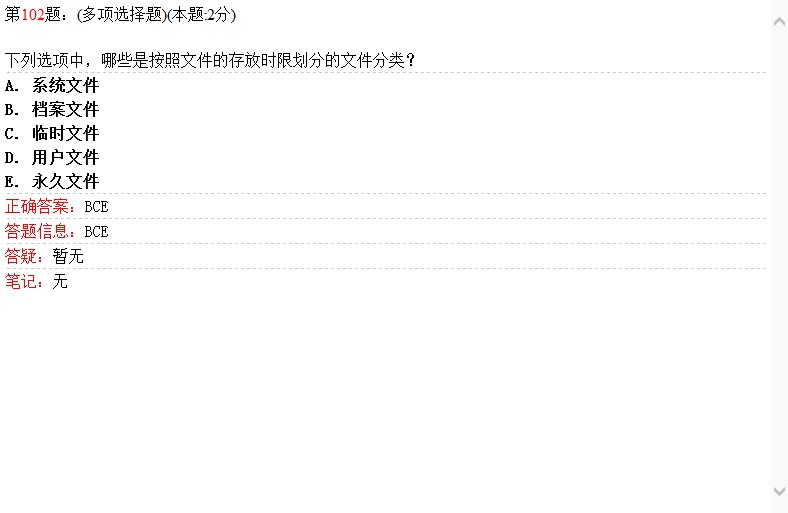 第102题：(多项选择题)(本题:2分)
下列选项中，哪些是按照文件的存放时限划分的文件分类？
A. 系统文件
B. 档案文件
C. 临时文件
D. 用户文件
E. 永久文件
正确答案：BCE
答题信息：BCE
答疑：暂无
笔记：无